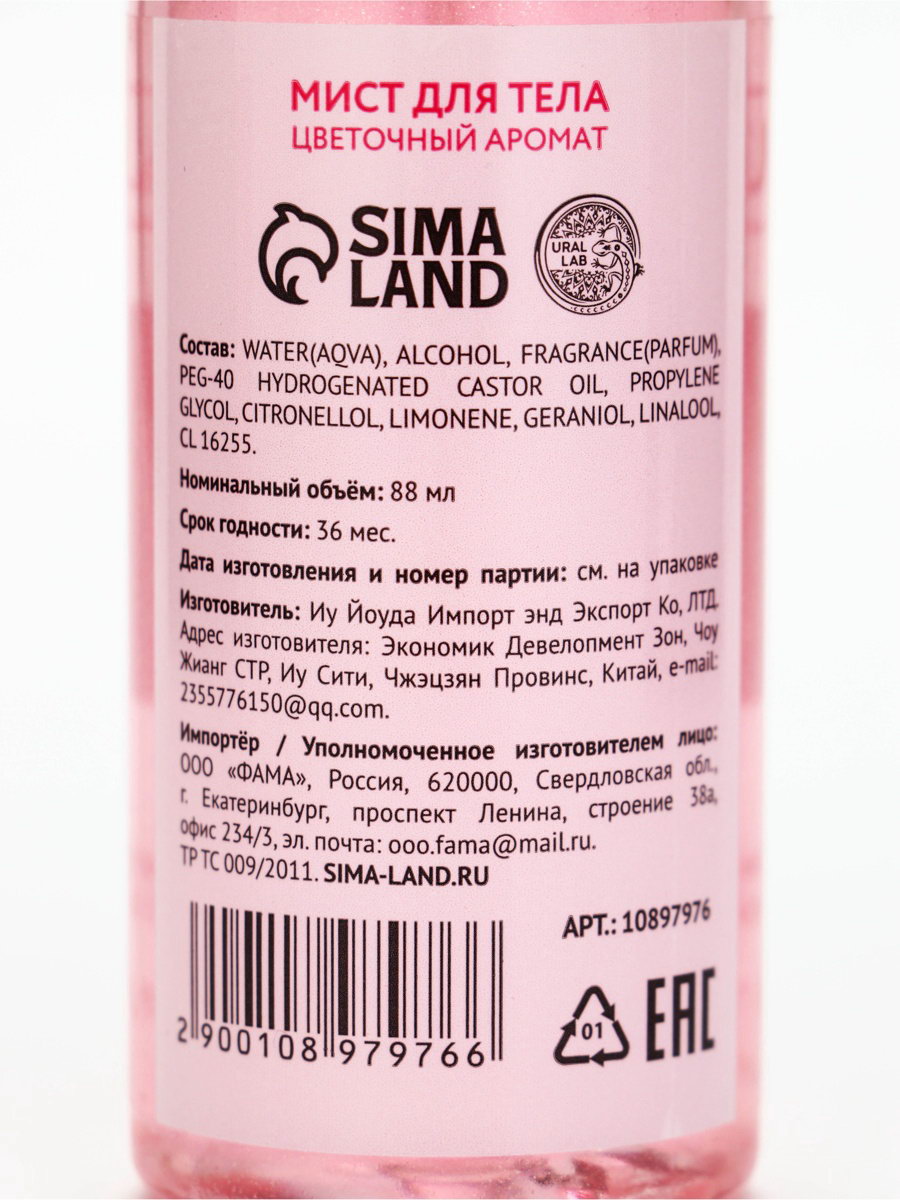 МИСТ ДЛЯ ТЕЛА
ЦВЕТОЧНЫЙ АРОМАТ
SIMA
LAND
URAL
LAB
Состав: WATER(AQVA), ALCOHOL, FRAGRANCE(PARFUM),
PEG-40 HYDROGENATED CASTOR OIL, PROPYLENE
GLYCOL, CITRONELLOL, LIMONENE, GERANIOL, LINALOOL,
CL 16255.
Номинальный объём: 88 мл
Срок годности: 36 мес.
Дата изготовления и номер партии: см. на упаковке
Изготовитель: Иу Йоуда Импорт энд Экспорт Ко, ЛТД.
Адрес изготовителя: Экономик Девелопмент Зон, Чоу
Жианг СТР, Иу Сити, Чжэцзян Провинс, Китай, e-mail:
2355776150@qq.com.
Импортёр / Уполномоченное изготовителем лицо:
ООО «ФАМА», Россия, 620000, Свердловская обл.,
г. Екатеринбург, проспект Ленина, строение 38а,
офис 234/3, эл. почта: ooo.fama@mail.ru.
ТР ТС 009/2011. SIMA-LAND.RU
АРТ.: 10897976
2 900108 979766
01
EAC